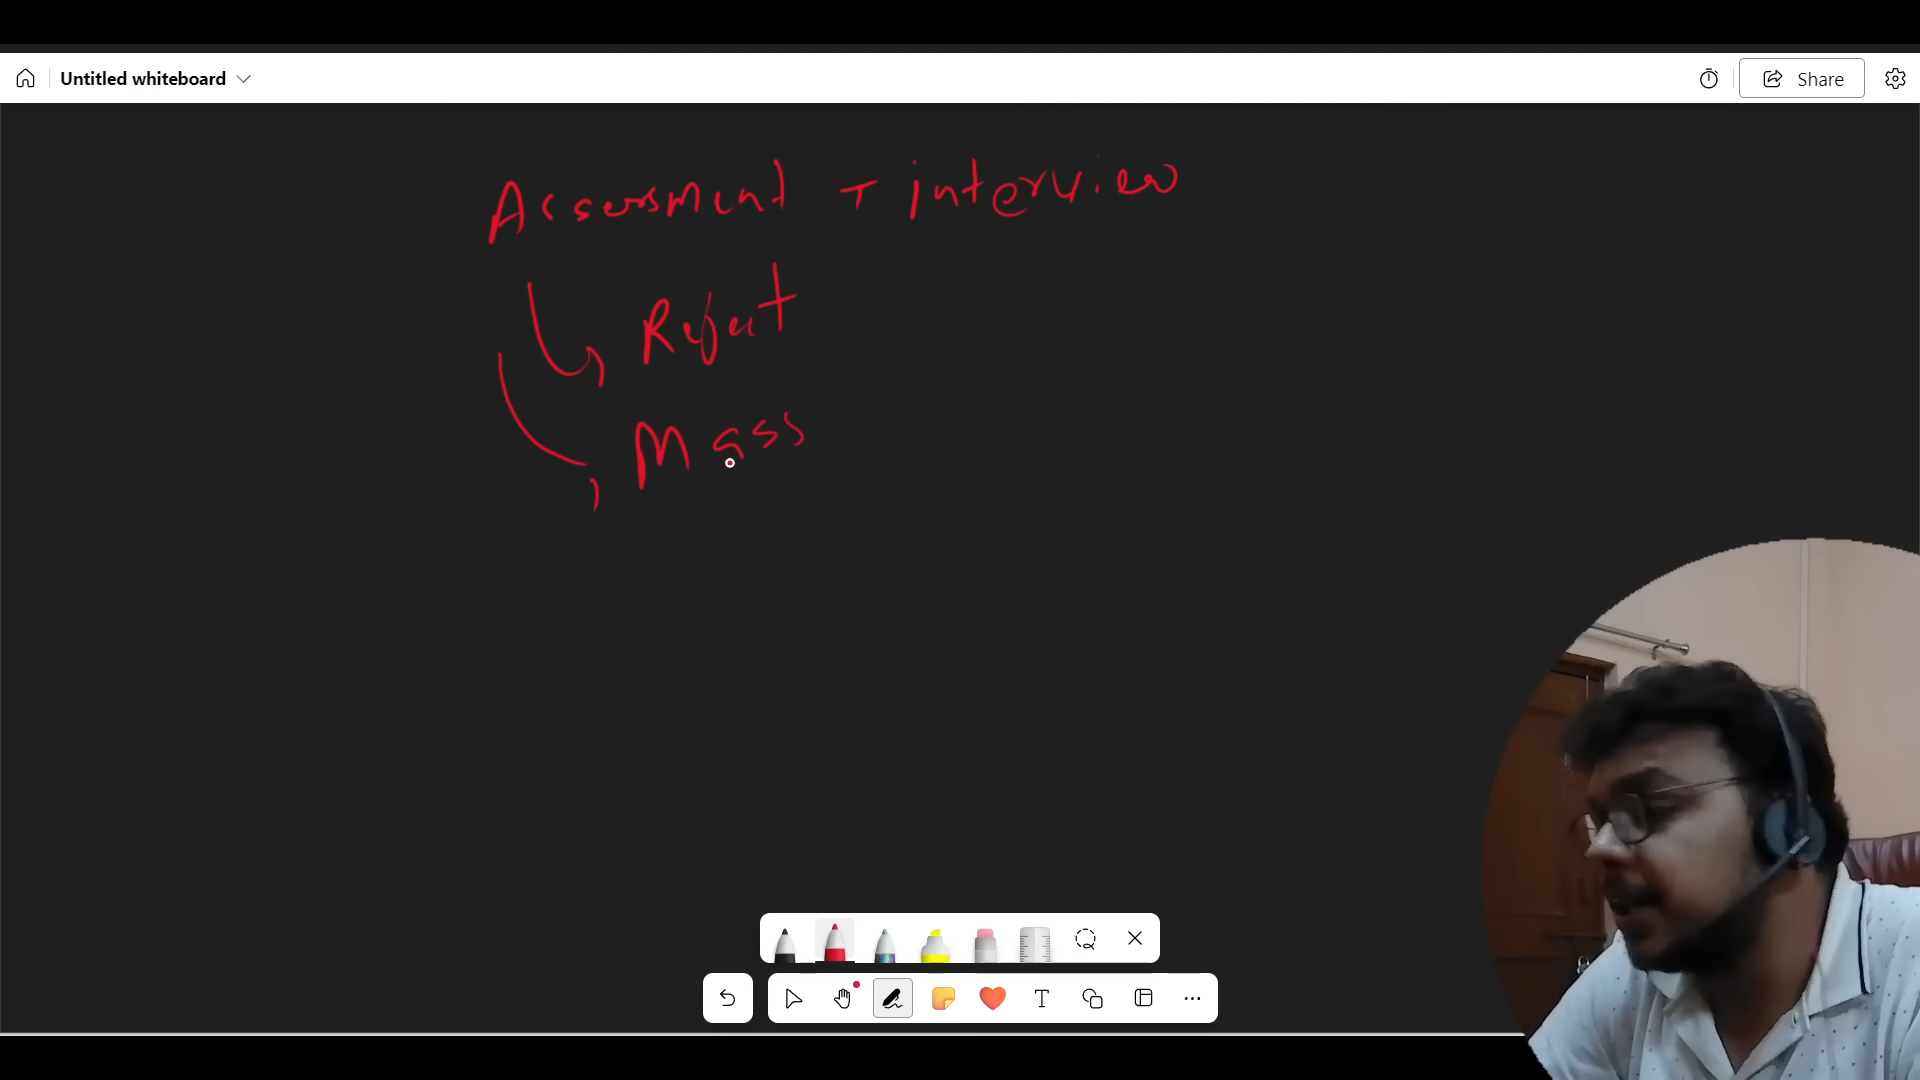 Untitled whiteboard
Share
Assessment + interview
Reject
Mass
T